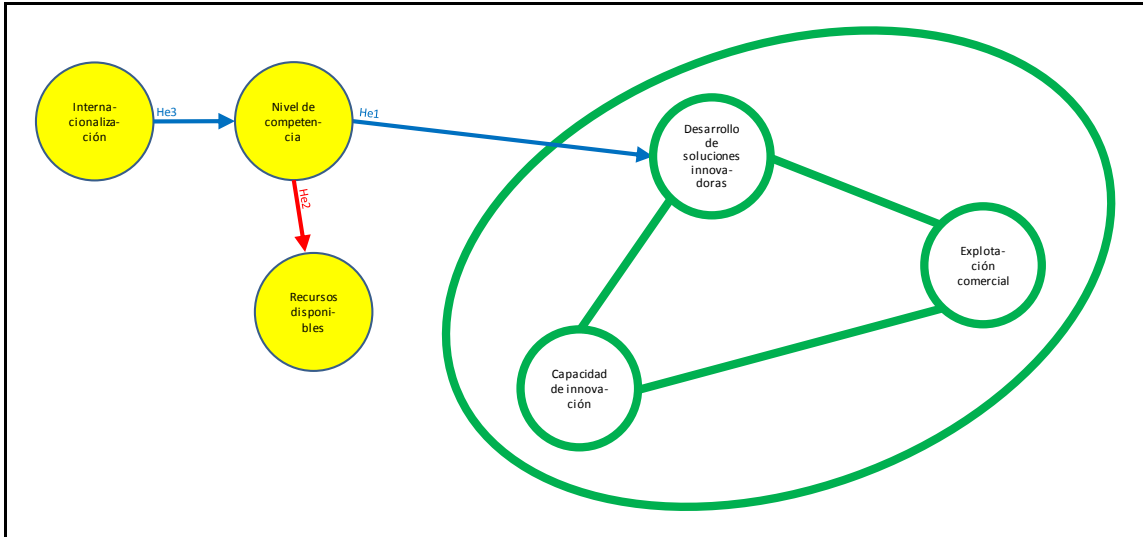 Interna-
cionalizа-
ción
He3
Nivel de
competen-
cia
He1
He2
Recursos
disponi-
bles
Desarrollo
de
soluciones
innova-
doras
Explota-
ción
comercial
Capacidad
de innova-
ción